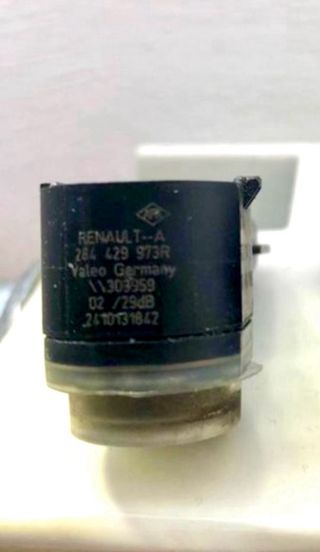 RENAULT--A
284 429 973R
Valeo Germany
\\303959
02 /29dB
2410131842